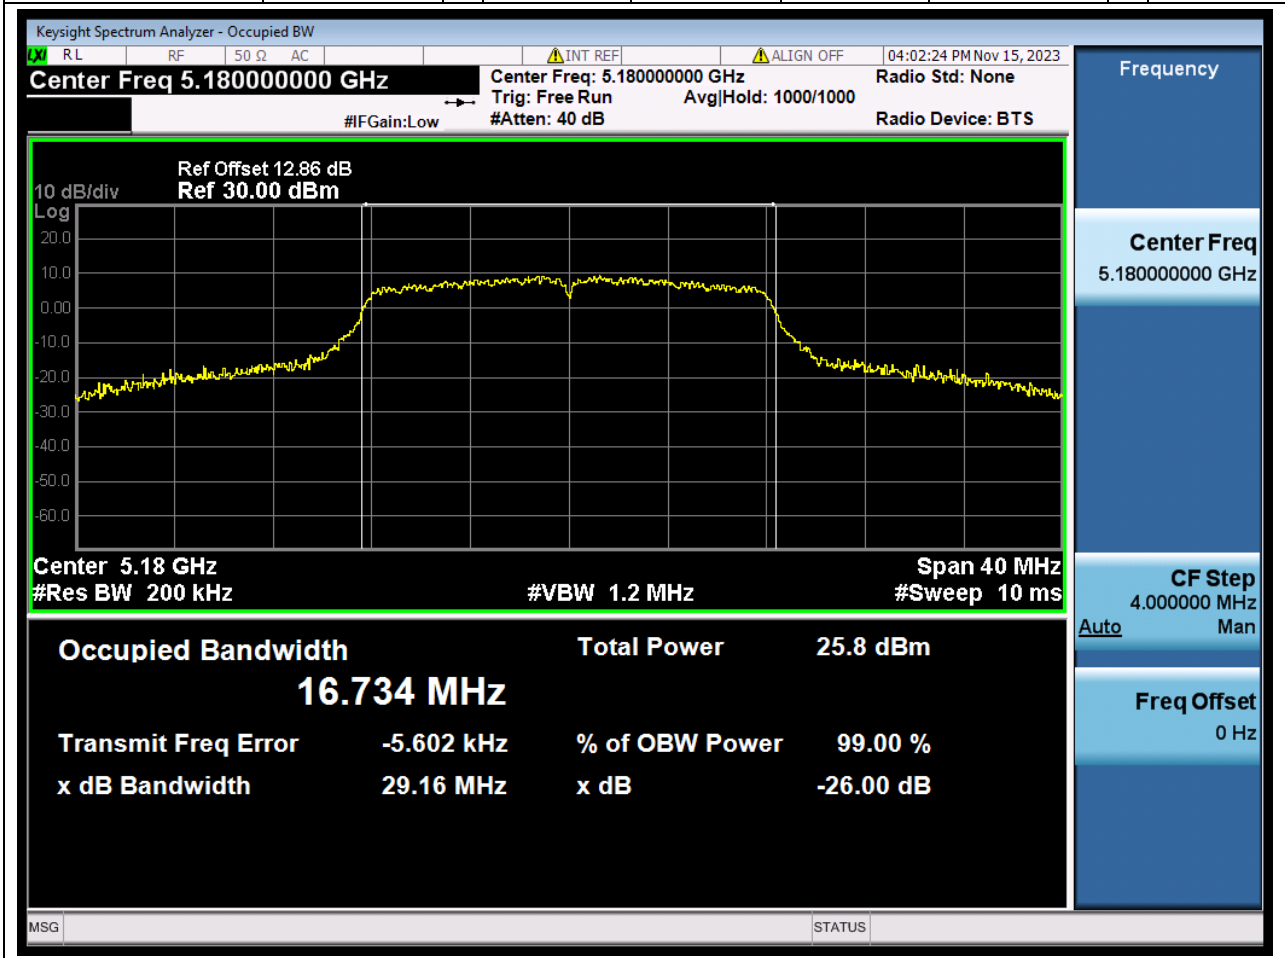 Keysight Spectrum Analyzer - Occupied BW
LXI RL RF 50 Ω AC INT REF ALIGN OFF 04:02:24 PM Nov 15, 2023
Center Freq 5.180000000 GHz
Center Freq: 5.180000000 GHz
Radio Std: None
Trig: Free Run Avg|Hold: 1000/1000
#IFGain:Low
#Atten: 40 dB
Radio Device: BTS
Ref Offset 12.86 dB
10 dB/div Ref 30.00 dBm
Log
20.0
10.0
0.00
-10.0
-20.0
-30.0
-40.0
-50.0
-60.0
Center 5.18 GHz Span 40 MHz
#Res BW 200 kHz #VBW 1.2 MHz #Sweep 10 ms
Occupied Bandwidth Total Power 25.8 dBm
16.734 MHz
Transmit Freq Error -5.602 kHz % of OBW Power 99.00 %
x dB Bandwidth 29.16 MHz x dB -26.00 dB
MSG STATUS
Frequency
Center Freq
5.180000000 GHz
CF Step
4.000000 MHz
Auto Man
Freq Offset
0 Hz